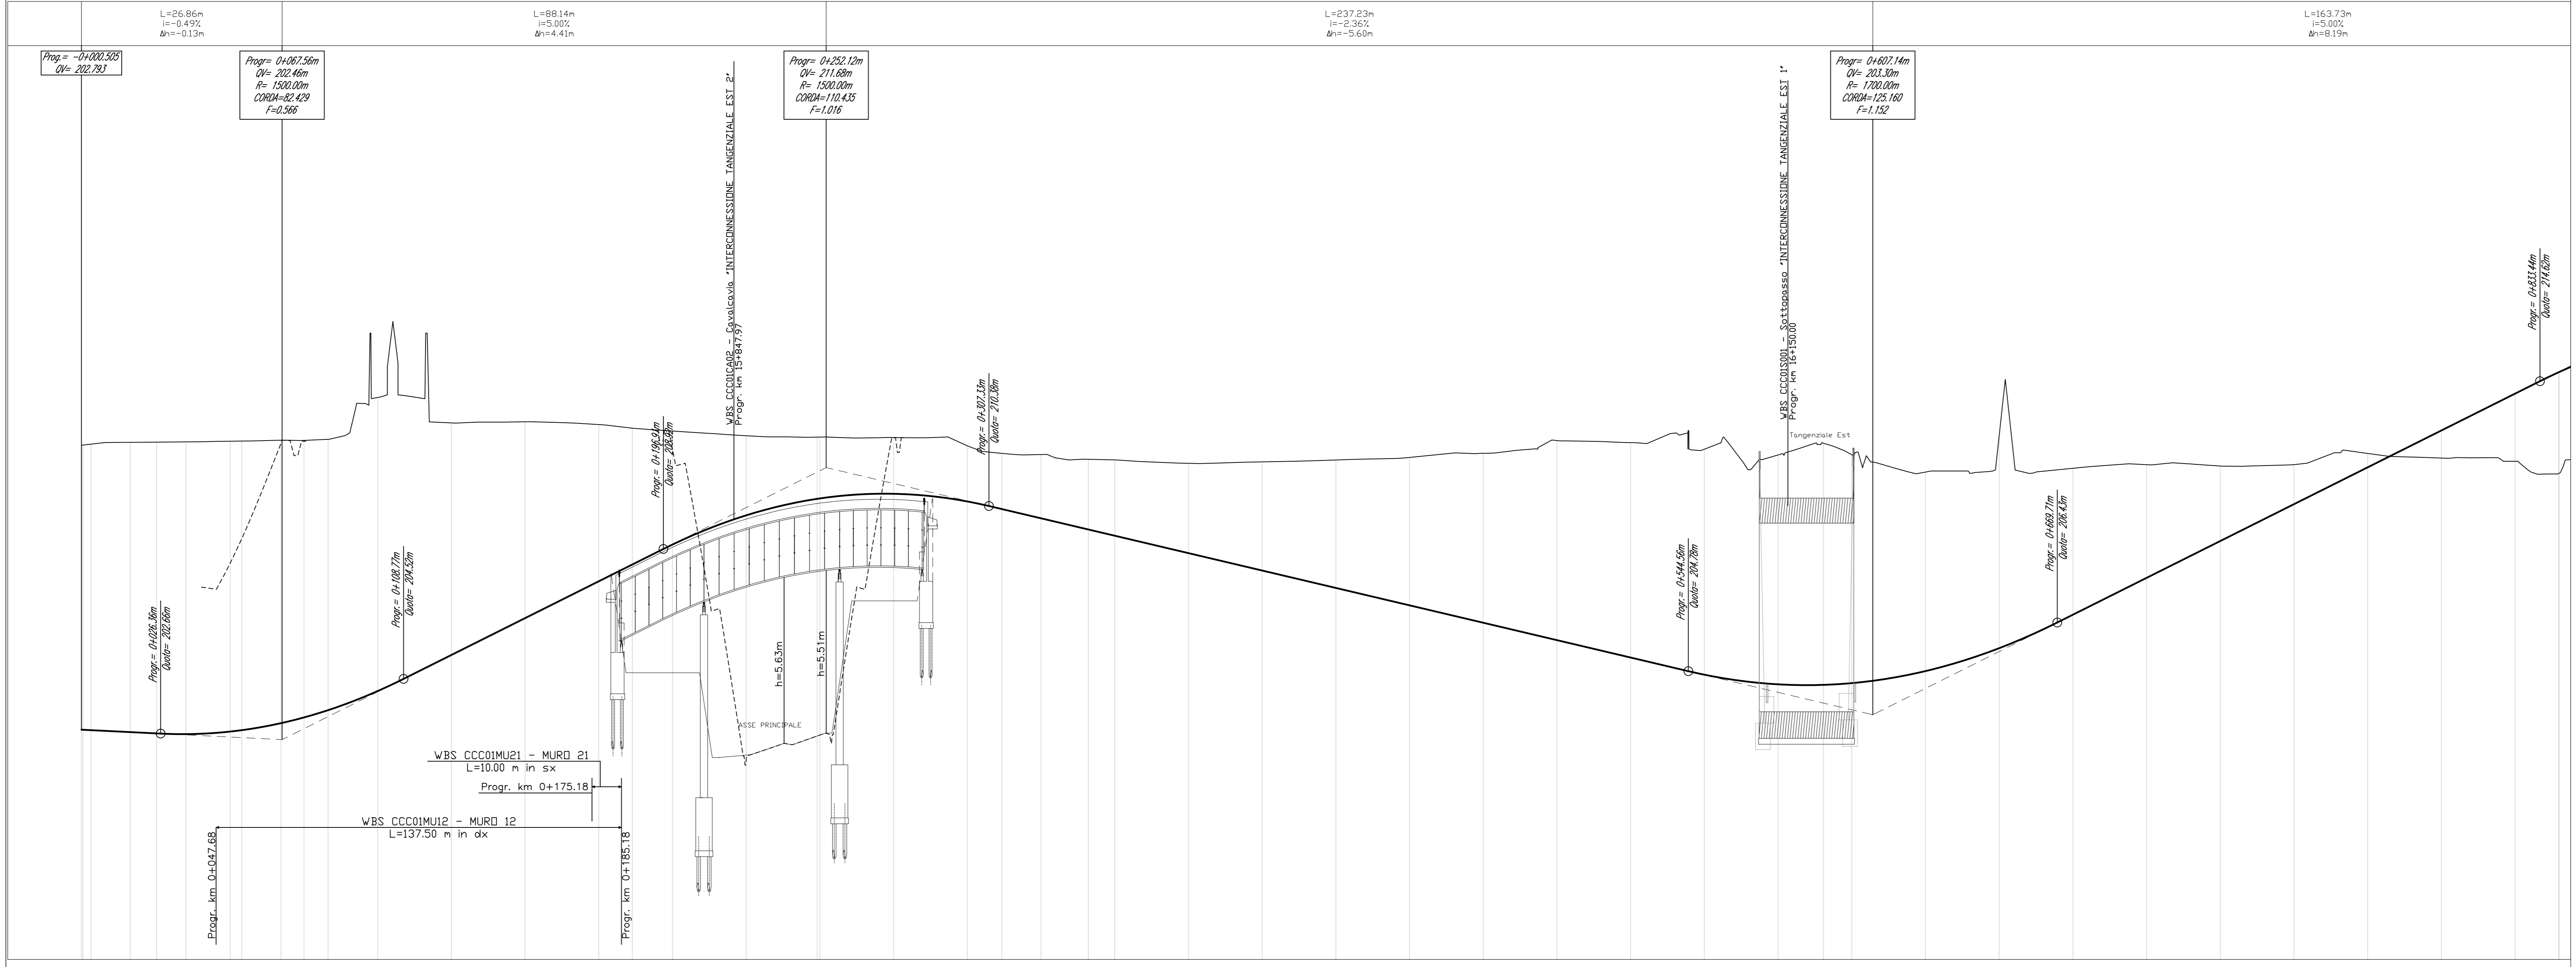 L=26.86m
i=-0.49%
Δh=-0.13m
L=88.14m
i=5.00%
Δh=4.41m
L=237.23m
i=-2.36%
Δh=-5.60m
L=163.73m
i=5.00%
Δh=8.19m
Prog.= -0+000.505
QV= 202.793
Progr= 0+067.56m
QV= 202.46m
R= 1500.00m
CORDA=82.429
F=0.566
Progr= 0+252.12m
QV= 211.68m
R= 1500.00m
CORDA=110.435
F=1.016
Progr= 0+607.14m
QV= 203.30m
R= 1700.00m
CORDA=125.160
F=1.152
WBS CCC01CA02 - Cavalcavia "INTERCONNESSIONE TANGENZIALE EST 2"
Progr. km 15+847.97
WBS CCC01SO01 - Sottopasso "INTERCONNESSIONE TANGENZIALE EST 1"
Progr. km 16+150.00
Tangenziale Est
Progr.= 0+026.36m
Quota= 202.66m
Progr.= 0+108.77m
Quota= 204.52m
Progr.= 0+196.94m
Quota= 208.92m
Progr.= 0+307.33m
Quota= 210.38m
Progr.= 0+544.56m
Quota= 204.78m
Progr.= 0+669.71m
Quota= 206.43m
Progr.= 0+833.44m
Quota= 214.62m
h=5.63m
h=5.51m
ASSE PRINCIPALE
WBS CCC01MU21 - MURO 21
L=10.00 m in sx
Progr. km 0+175.18
WBS CCC01MU12 - MURO 12
L=137.50 m in dx
Progr. km 0+047.68
Progr. km 0+185.18